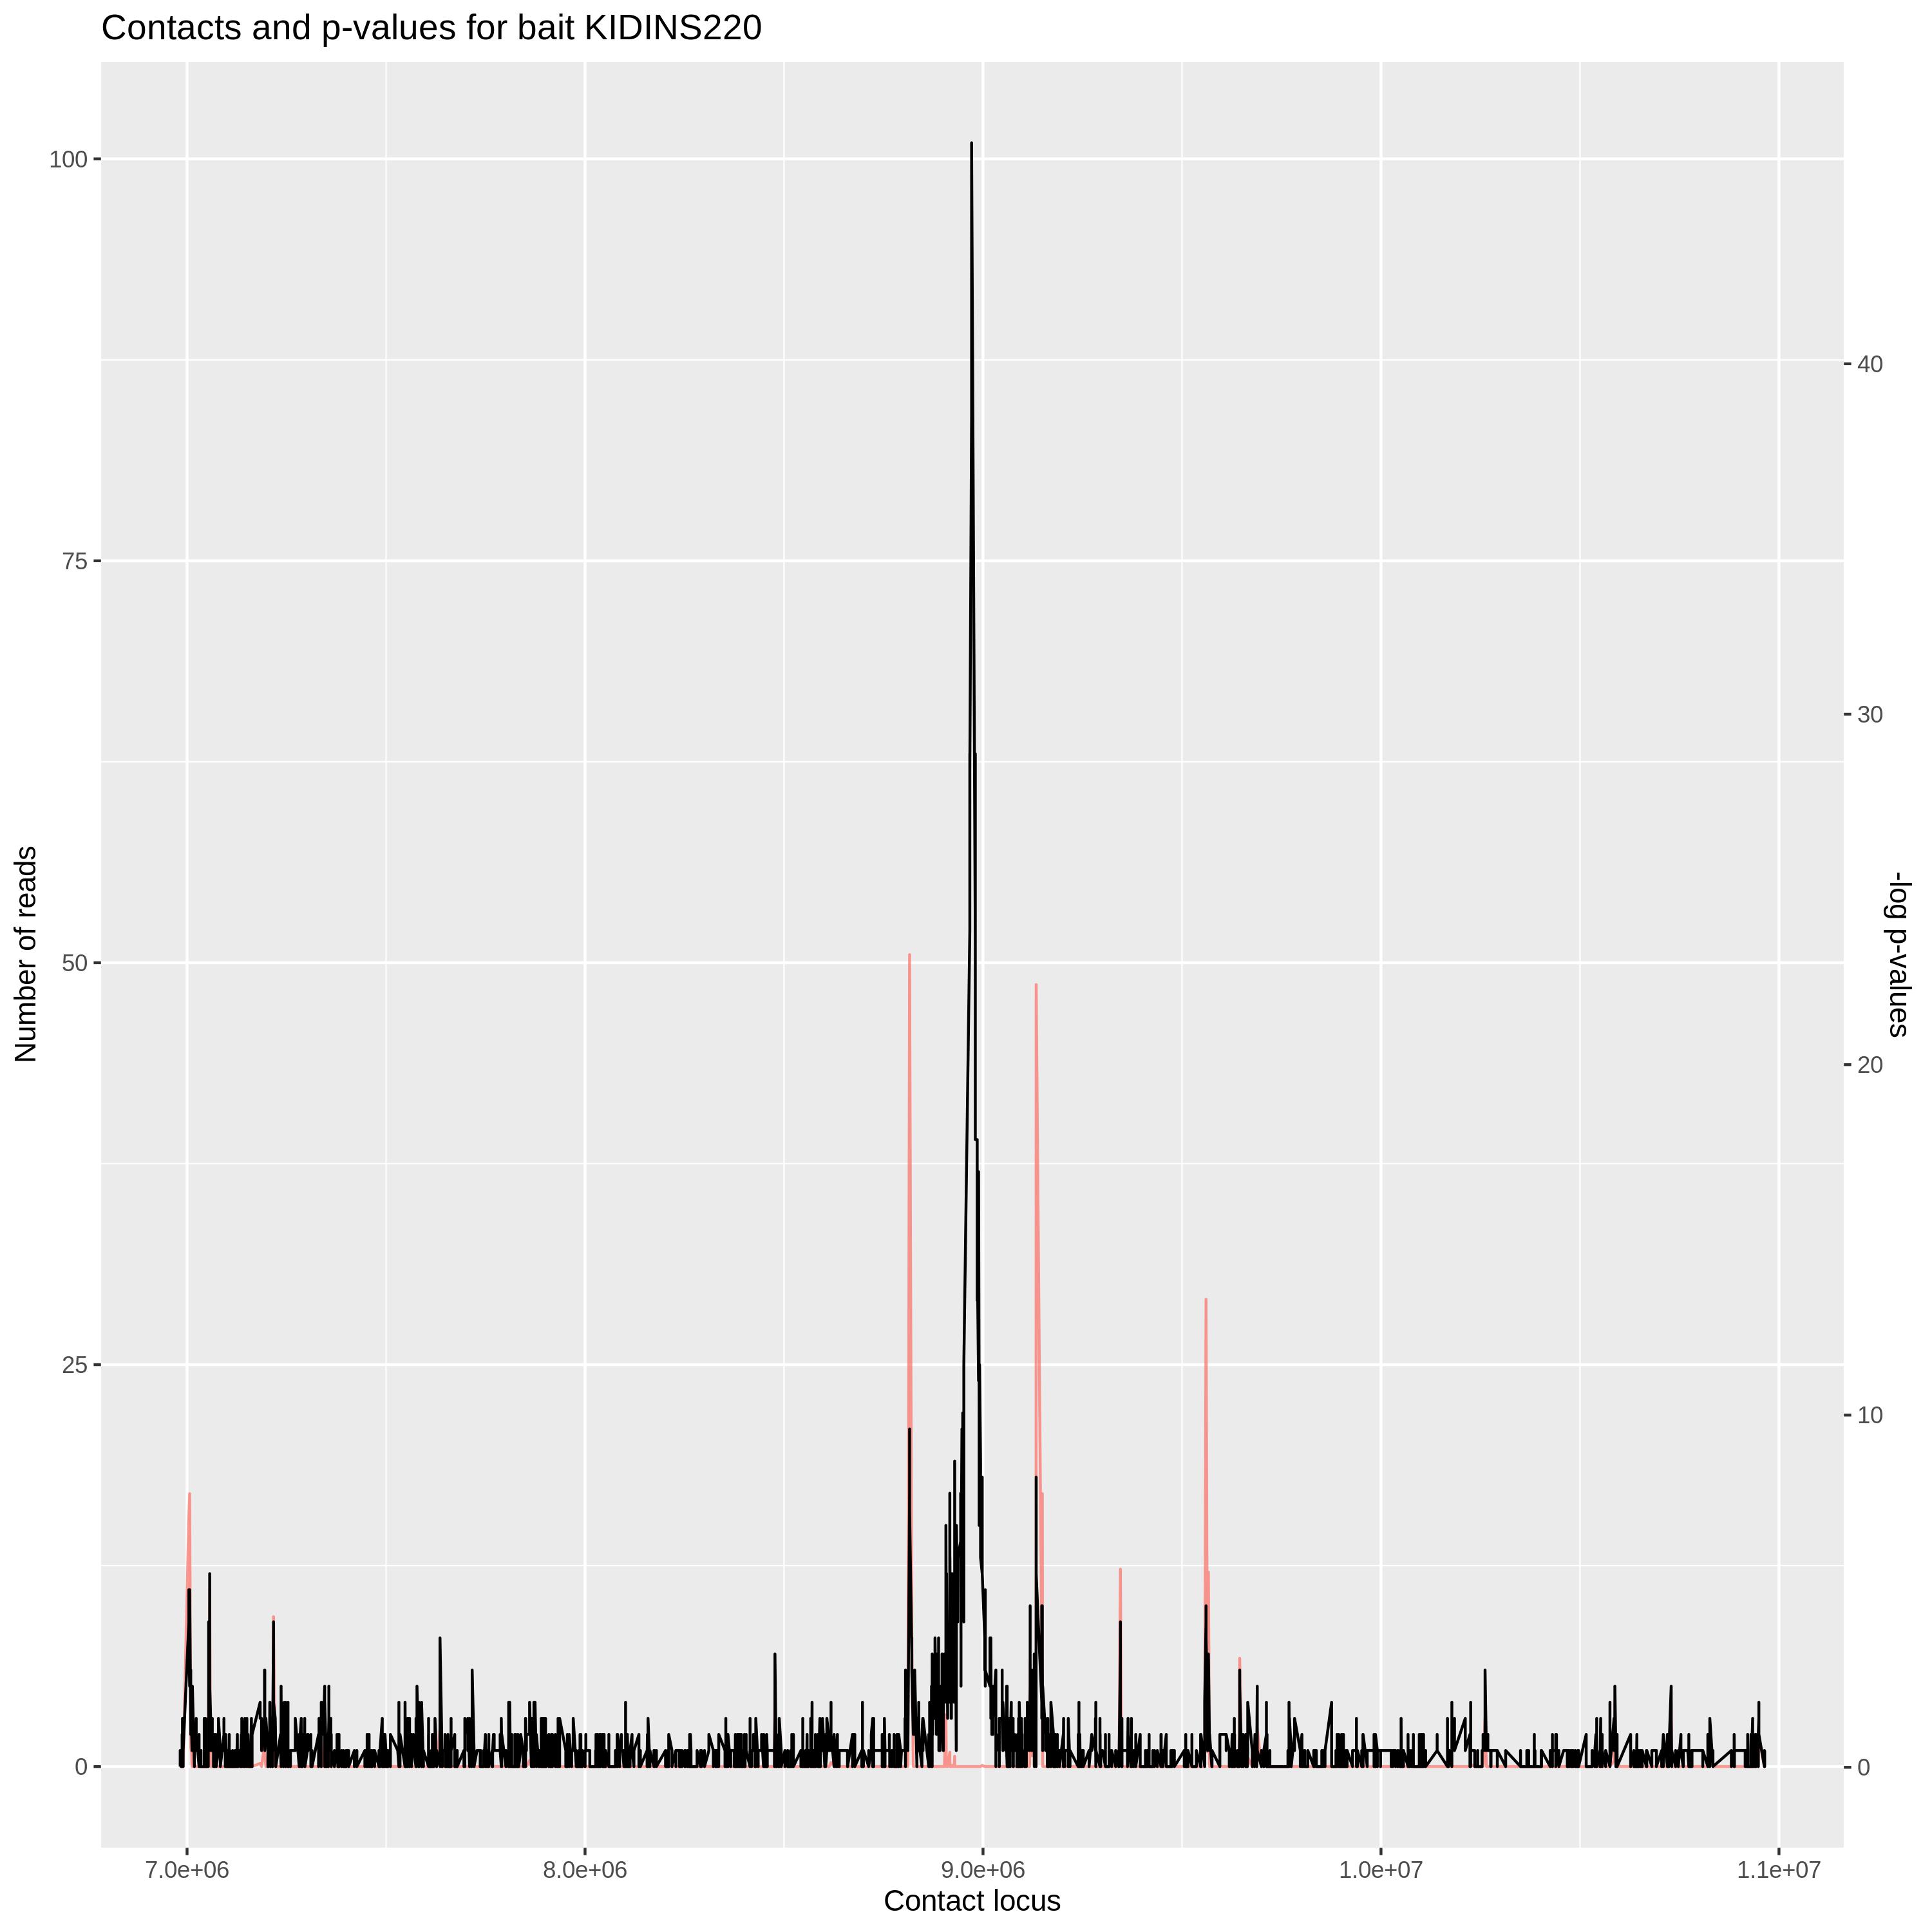 Contacts and p-values for bait KIDINS220
100
75
50
25
0
Number of reads
40
30
20
10
0
-log p-values
7.0e+06
8.0e+06
9.0e+06
1.0e+07
1.1e+07
Contact locus